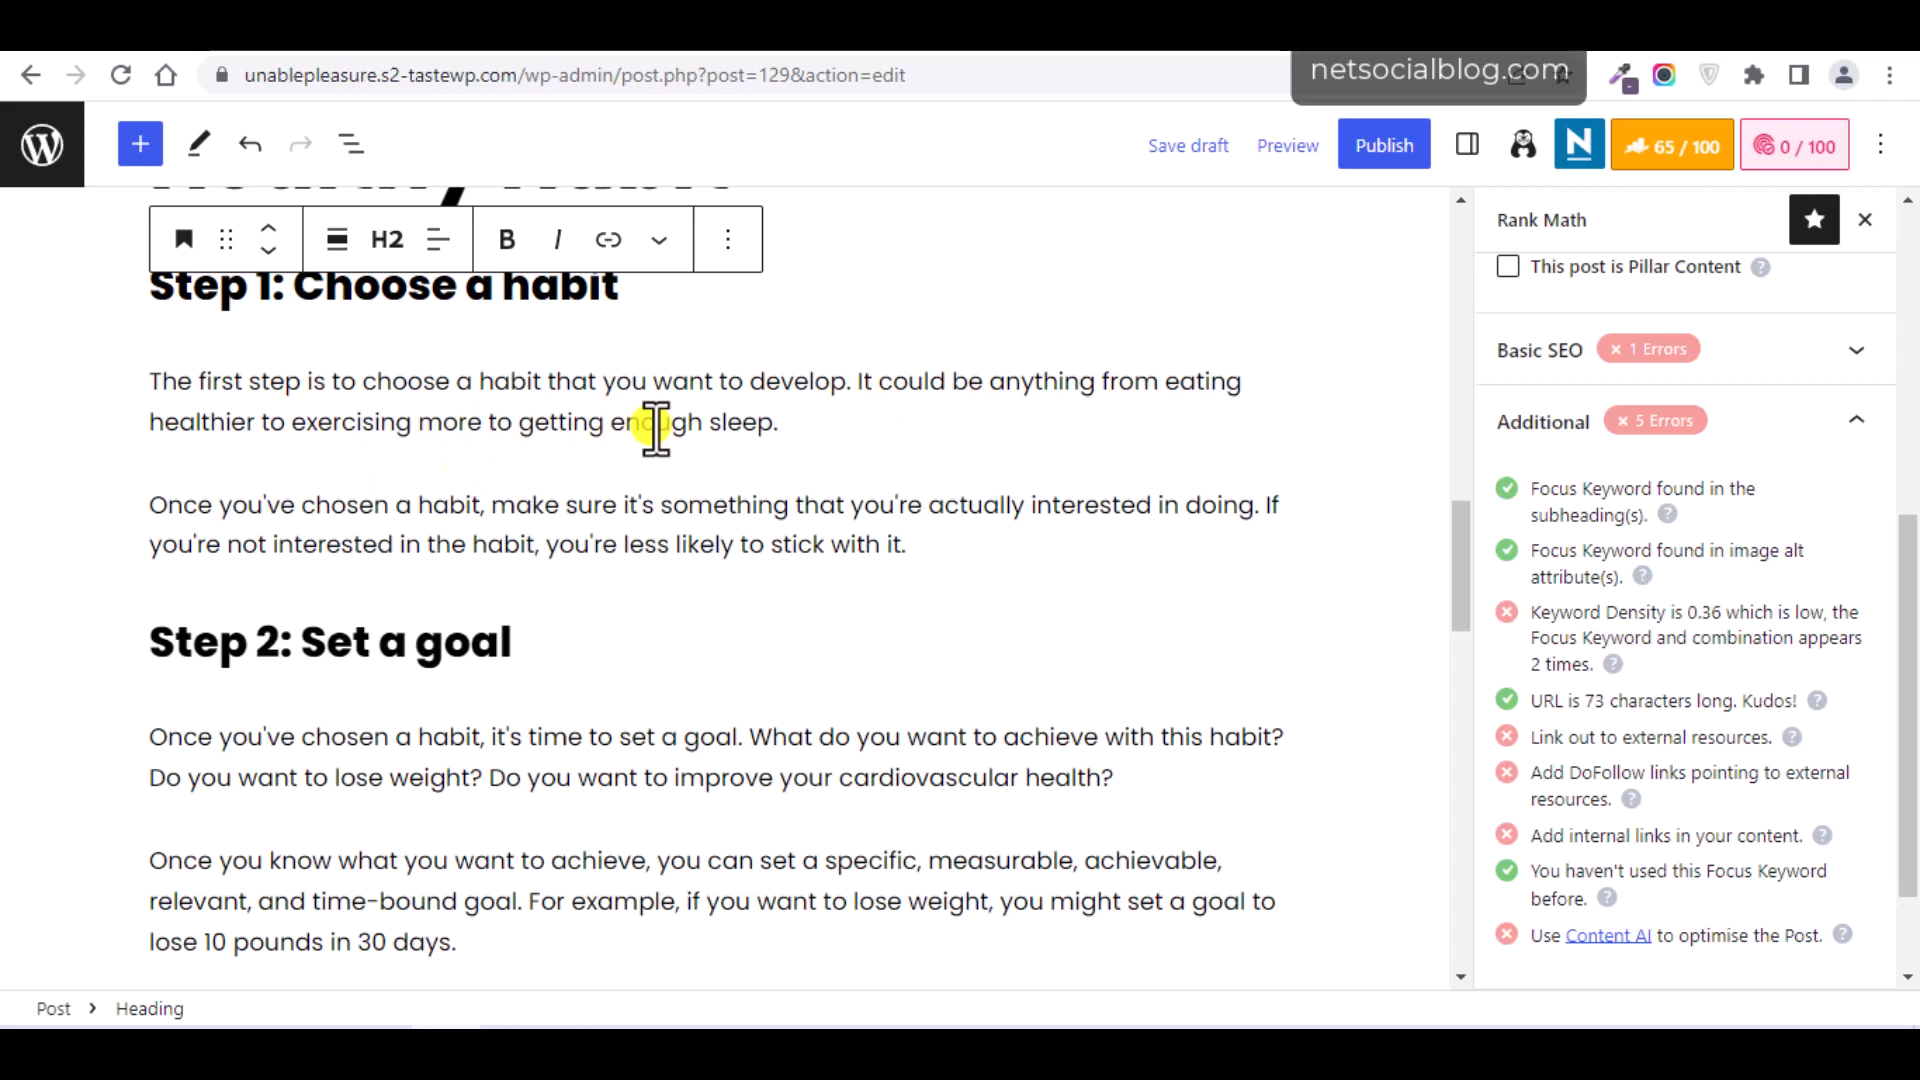 unablepleasure.s2-tastewp.com/wp-admin/post.php?post=129&action=edit
netsocialblog.com
Save draft
Preview
Publish
N
65 / 100
0 / 100
H2
B
I
Step 1: Choose a habit
The first step is to choose a habit that you want to develop. It could be anything from eating
healthier to exercising more to getting enough sleep.
Once you've chosen a habit, make sure it's something that you're actually interested in doing. If
you're not interested in the habit, you're less likely to stick with it.
Step 2: Set a goal
Once you've chosen a habit, it's time to set a goal. What do you want to achieve with this habit?
Do you want to lose weight? Do you want to improve your cardiovascular health?
Once you know what you want to achieve, you can set a specific, measurable, achievable,
relevant, and time-bound goal. For example, if you want to lose weight, you might set a goal to
lose 10 pounds in 30 days.
Rank Math
This post is Pillar Content
Basic SEO
× 1 Errors
Additional
× 5 Errors
Focus Keyword found in the
subheading(s).
Focus Keyword found in image alt
attribute(s).
Keyword Density is 0.36 which is low, the
Focus Keyword and combination appears
2 times.
URL is 73 characters long. Kudos!
Link out to external resources.
Add DoFollow links pointing to external
resources.
Add internal links in your content.
You haven't used this Focus Keyword
before.
Use Content AI to optimise the Post.
Post > Heading